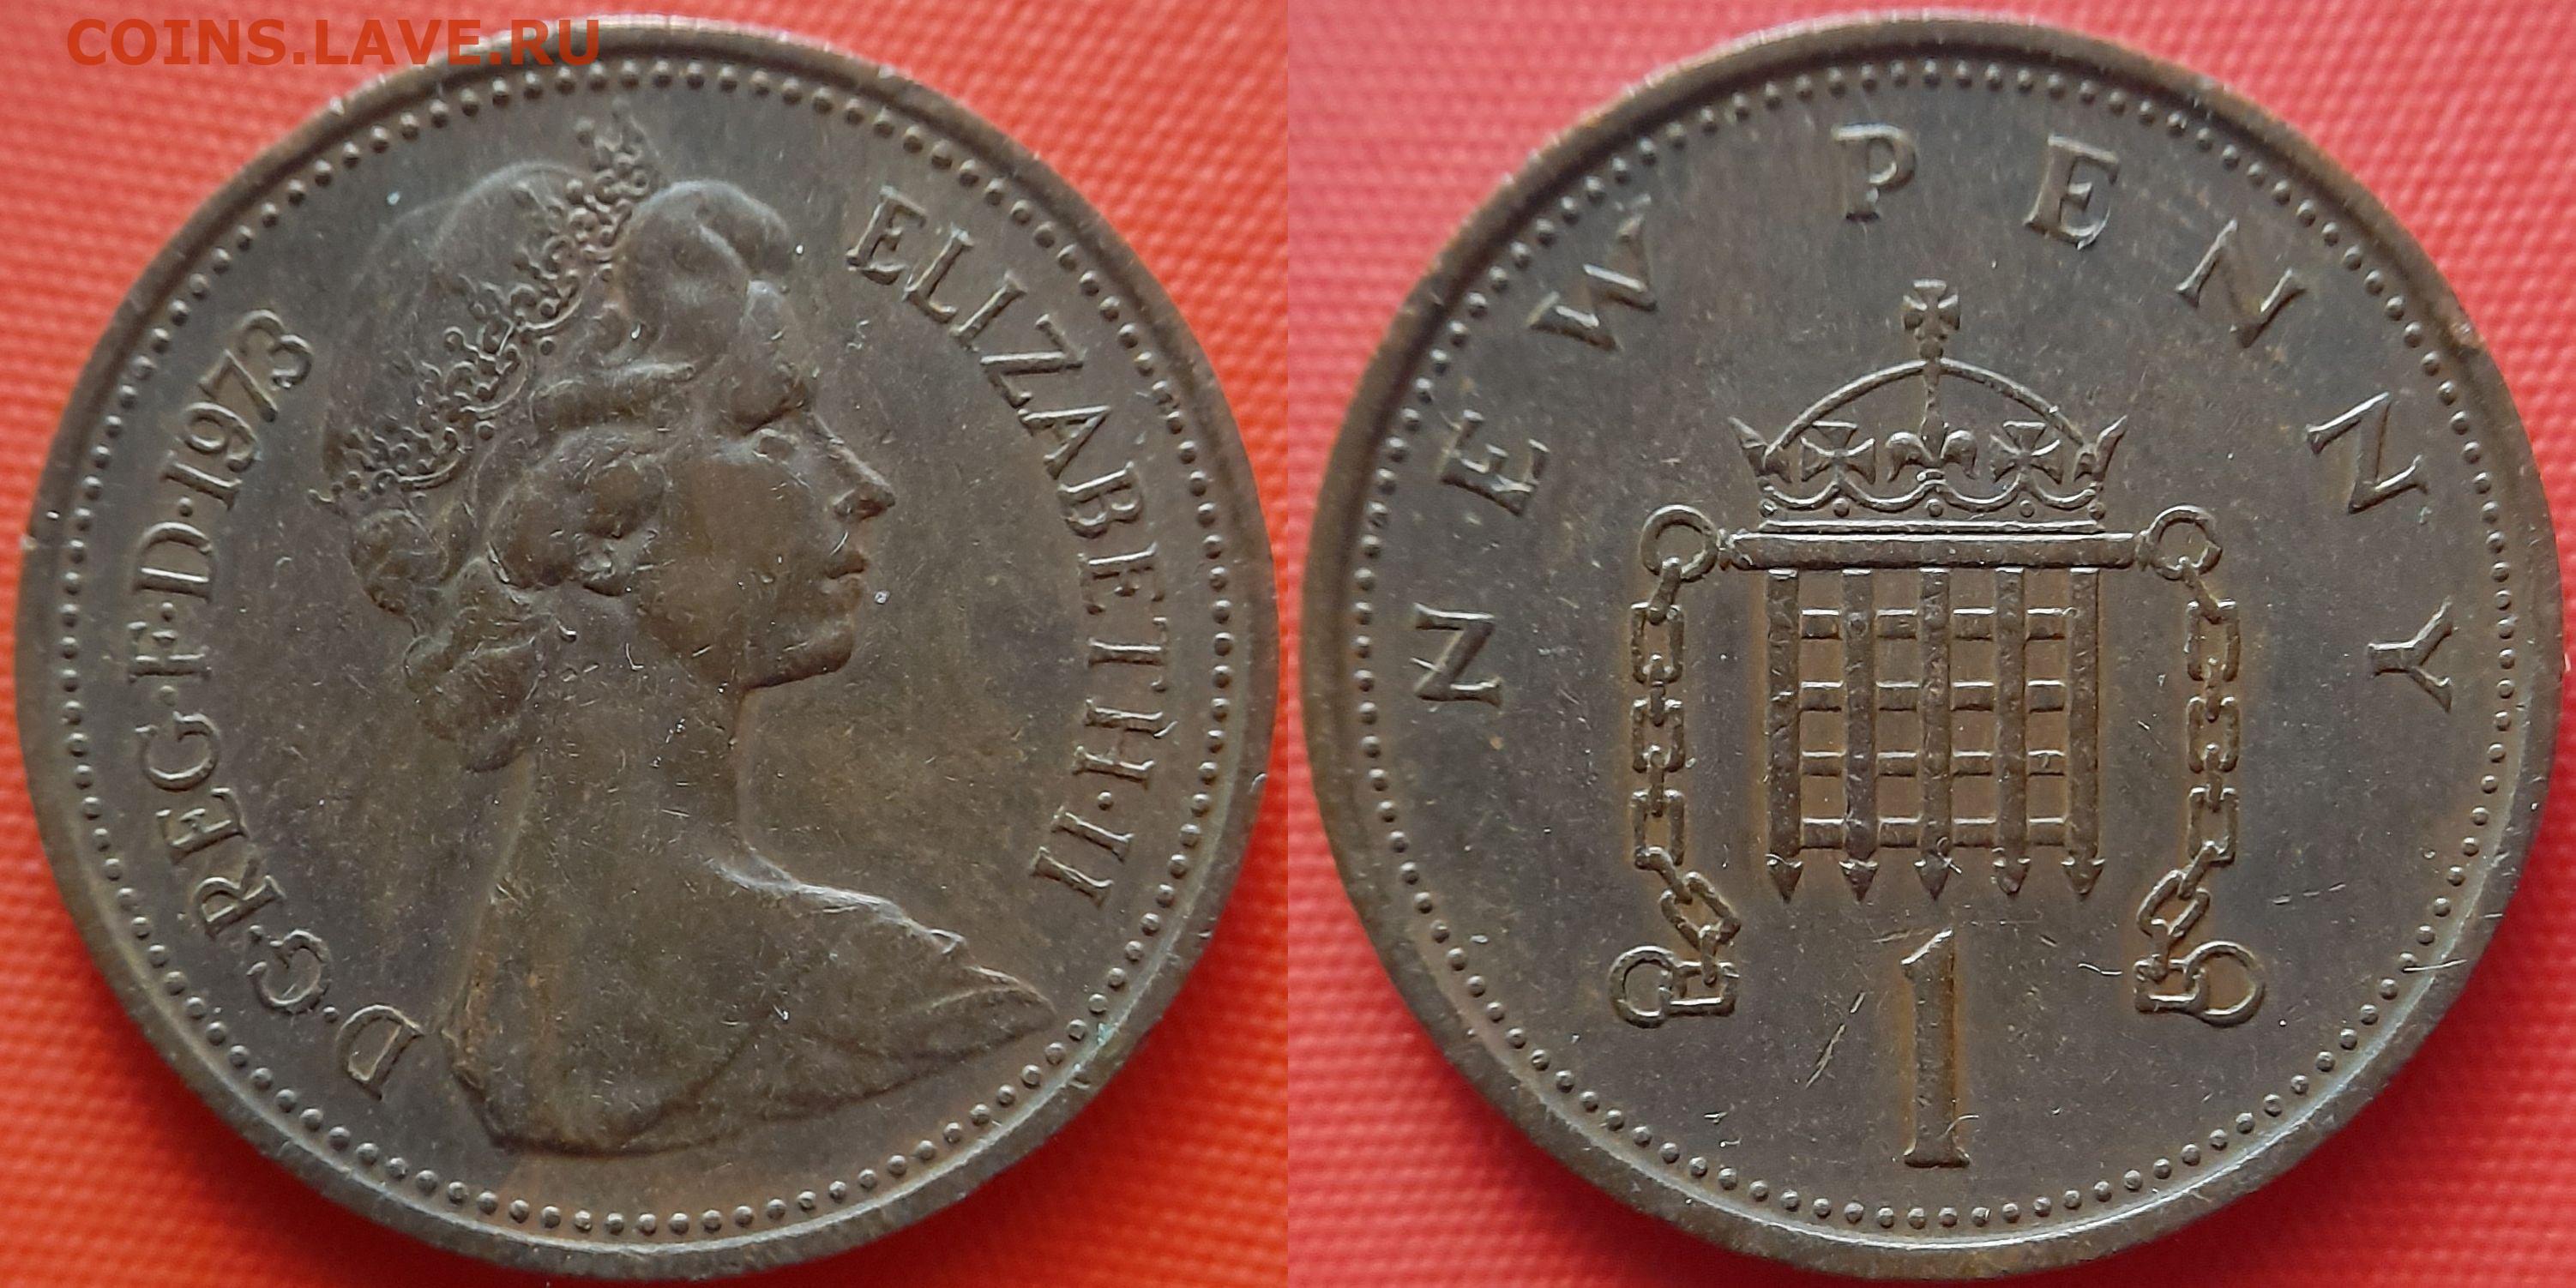 COINS.LAVE.RU
D·G·REG·F·D·1973 ELIZABETH·II
NEW PENNY
1